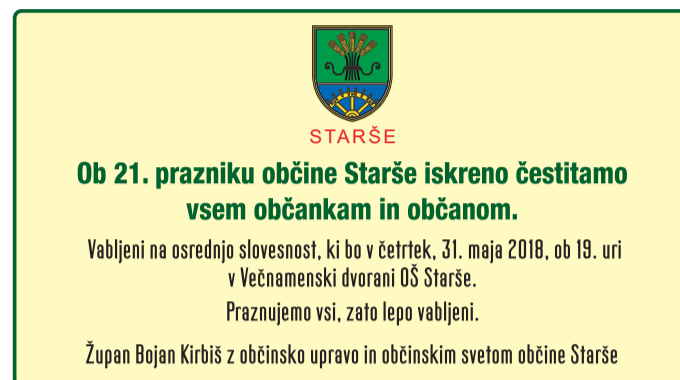 STARŠE
Ob 21. prazniku občine Starše iskreno čestitamo
vsem občankam in občanom.
Vabljeni na osrednjo slovesnost, ki bo v četrtek, 31. maja 2018, ob 19. uri
v Večnamenski dvorani OŠ Starše.
Praznujemo vsi, zato lepo vabljeni.
Župan Bojan Kirbiš z občinsko upravo in občinskim svetom občine Starše